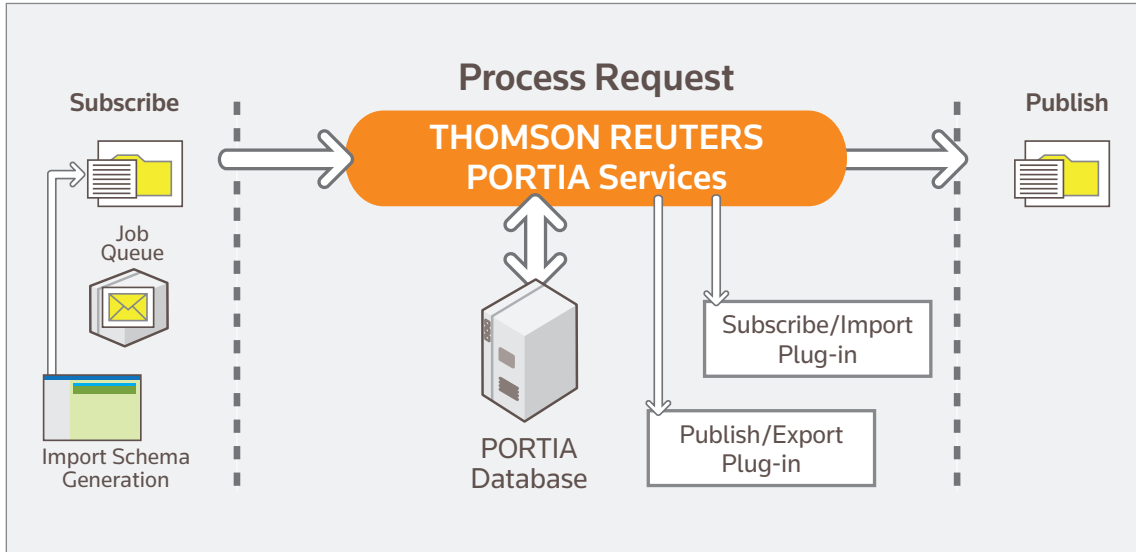 Process Request
Subscribe
THOMSON REUTERS
PORTIA Services
Publish
Job
Queue
Subscribe/Import
Plug-in
Publish/Export
Plug-in
PORTIA
Database
Import Schema
Generation